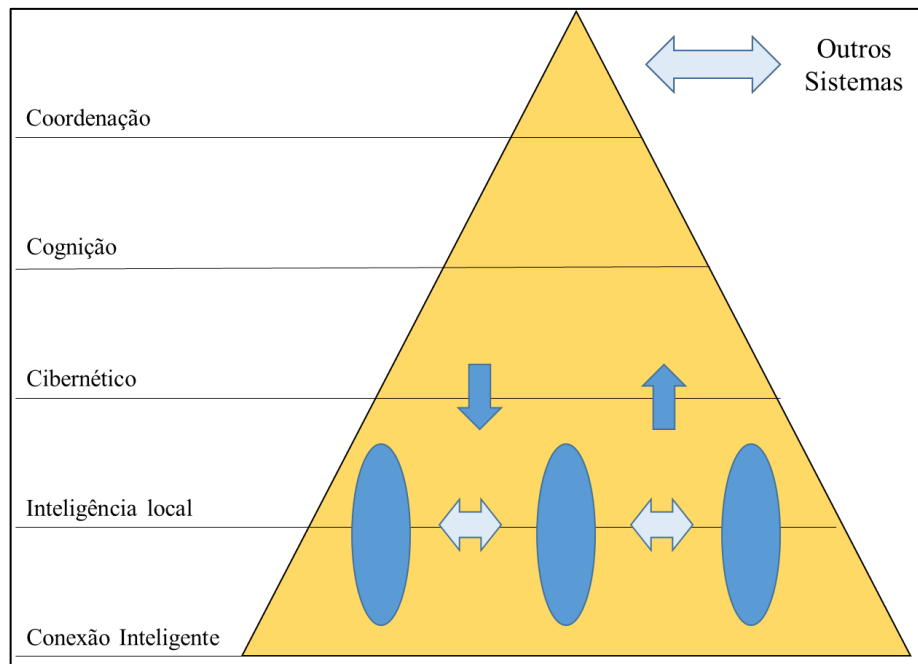 Outros
Sistemas
Coordenação
Cognição
Cibernético
Inteligência local
Conexão Inteligente